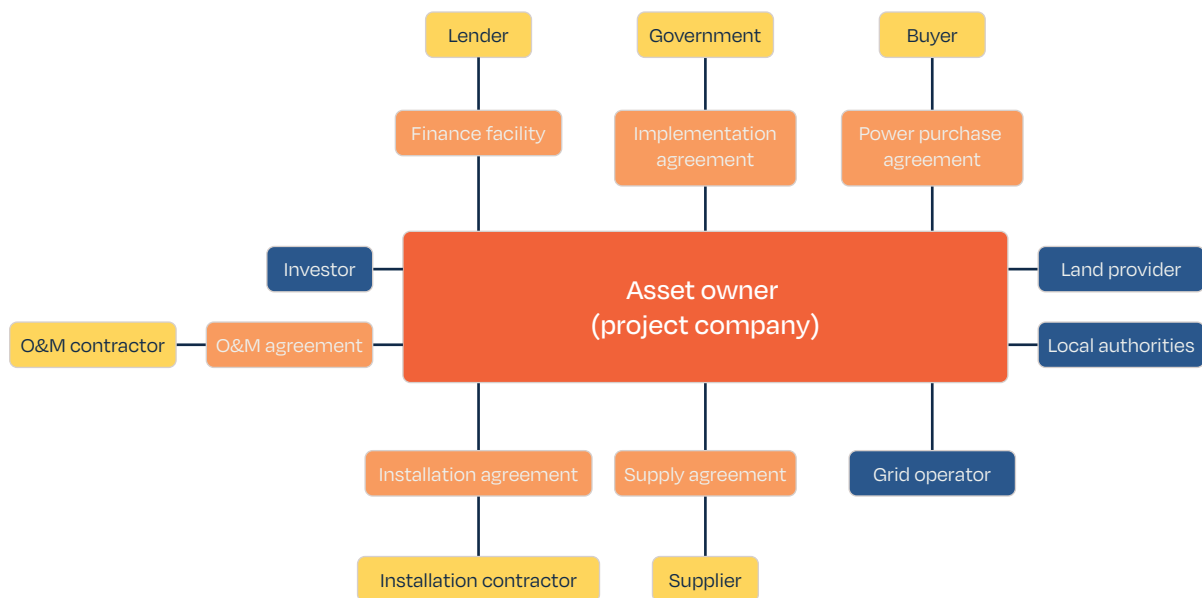 Lender
Government
Buyer
Finance facility
Implementation
agreement
Power purchase
agreement
Investor
Asset owner
(project company)
Land provider
O&M contractor
O&M agreement
Local authorities
Installation agreement
Supply agreement
Grid operator
Installation contractor
Supplier